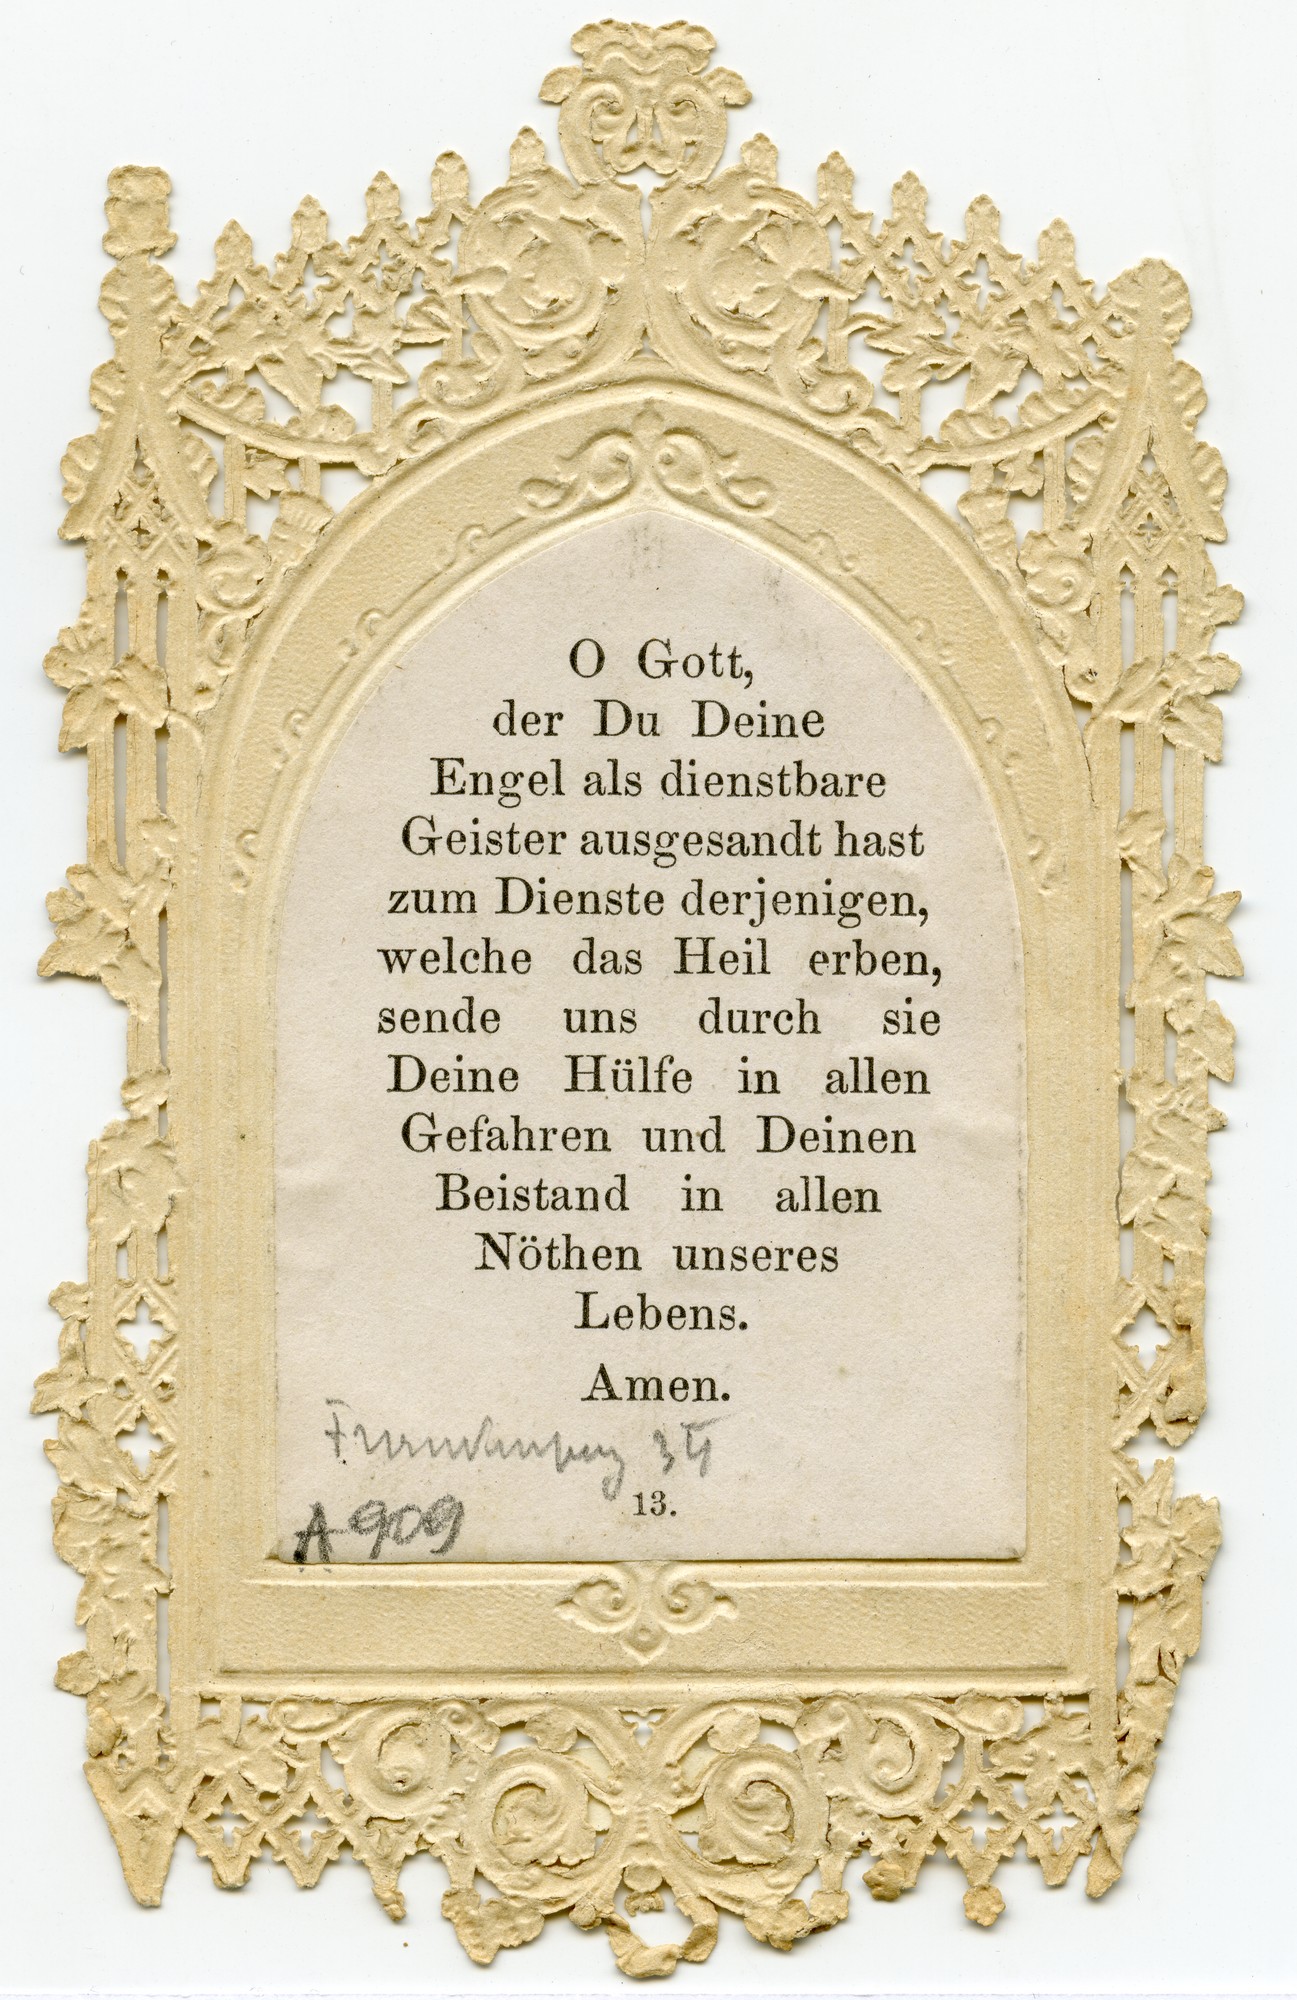 O Gott,
der Du Deine
Engel als dienstbare
Geister ausgesandt hast
zum Dienste derjenigen,
welche das Heil erben,
sende uns durch sie
Deine Hülfe in allen
Gefahren und Deinen
Beistand in allen
Nöthen unseres
Lebens.
Amen.
13.
A 909